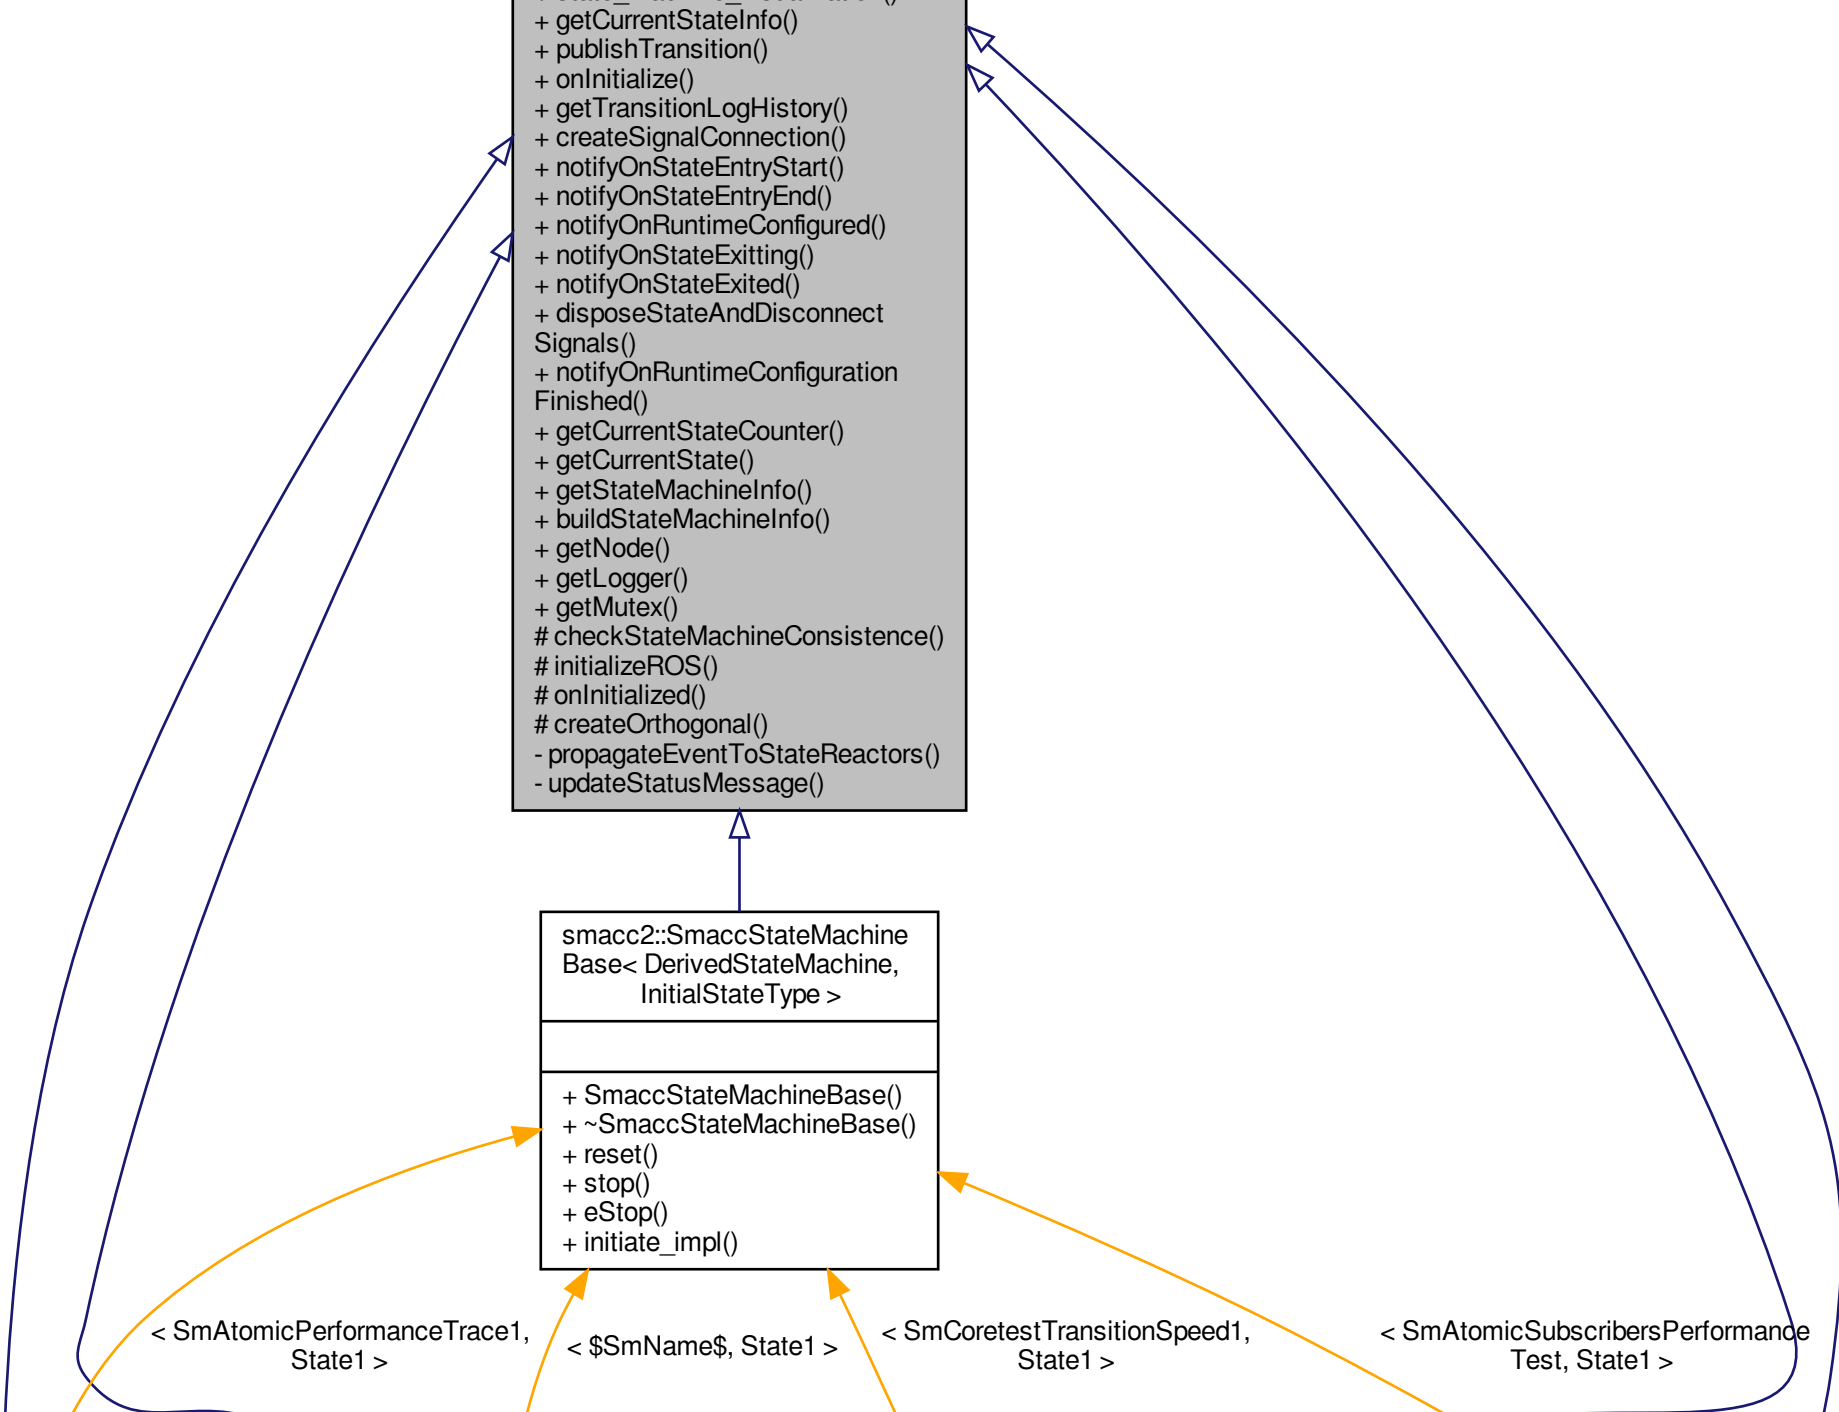 + getCurrentStateInfo()
+ publishTransition()
+ onInitialize()
+ getTransitionLogHistory()
+ createSignalConnection()
+ notifyOnStateEntryStart()
+ notifyOnStateEntryEnd()
+ notifyOnRuntimeConfigured()
+ notifyOnStateExitting()
+ notifyOnStateExited()
+ disposeStateAndDisconnect
Signals()
+ notifyOnRuntimeConfiguration
Finished()
+ getCurrentStateCounter()
+ getCurrentState()
+ getStateMachineInfo()
+ buildStateMachineInfo()
+ getNode()
+ getLogger()
+ getMutex()
# checkStateMachineConsistence()
# initializeROS()
# onInitialized()
# createOrthogonal()
- propagateEventToStateReactors()
- updateStatusMessage()
smacc2::SmaccStateMachine
Base< DerivedStateMachine,
InitialStateType >
+ SmaccStateMachineBase()
+ ~SmaccStateMachineBase()
+ reset()
+ stop()
+ eStop()
+ initiate_impl()
< SmAtomicPerformanceTrace1,
State1 >
< $SmName$, State1 >
< SmCoretestTransitionSpeed1,
State1 >
< SmAtomicSubscribersPerformance
Test, State1 >